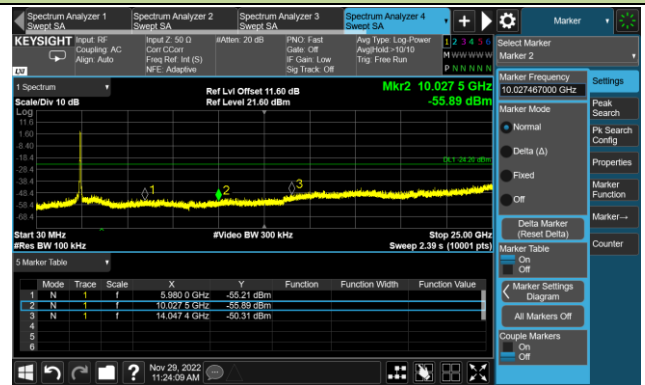 Spectrum Analyzer 1
Swept SA
Spectrum Analyzer 2
Swept SA
Spectrum Analyzer 3
Swept SA
Spectrum Analyzer 4
Swept SA
Marker
KEYSIGHT
Input: RF
Coupling: AC
Align: Auto
Input Z: 50 Ω
Corr CCorr
Freq Ref: Int (S)
NFE: Adaptive
#Atten: 20 dB
PNO: Fast
Gate: Off
IF Gain: Low
Sig Track: Off
Avg Type: Log-Power
Avg|Hold:>10/10
Trig: Free Run
1 2 3 4 5 6
M W W W W W
P N N N N N
LXI
Select Marker
Marker 2
1 Spectrum
Scale/Div 10 dB
Ref Lvl Offset 11.60 dB
Ref Level 21.60 dBm
Mkr2 10.027 5 GHz
-55.89 dBm
Log
11.6
1.60
-8.40
-18.4
-28.4
-38.4
-48.4
-58.4
-68.4
DL1 -24.20 dBm
1
2
3
Start 30 MHz
#Res BW 100 kHz
#Video BW 300 kHz
Stop 25.00 GHz
Sweep 2.39 s (10001 pts)
5 Marker Table
Mode Trace Scale X Y Function Function Width Function Value
1 N 1 f 5.980 0 GHz -55.21 dBm
2 N 1 f 10.027 5 GHz -55.89 dBm
3 N 1 f 14.047 4 GHz -50.31 dBm
4
5
6
Marker Frequency
10.027467000 GHz
Marker Mode
Normal
Delta (Δ)
Fixed
Off
Delta Marker
(Reset Delta)
Marker Table
On
Off
Marker Settings
Diagram
All Markers Off
Couple Markers
On
Off
Settings
Peak
Search
Pk Search
Config
Properties
Marker
Function
Marker→
Counter
?
Nov 29, 2022
11:24:09 AM